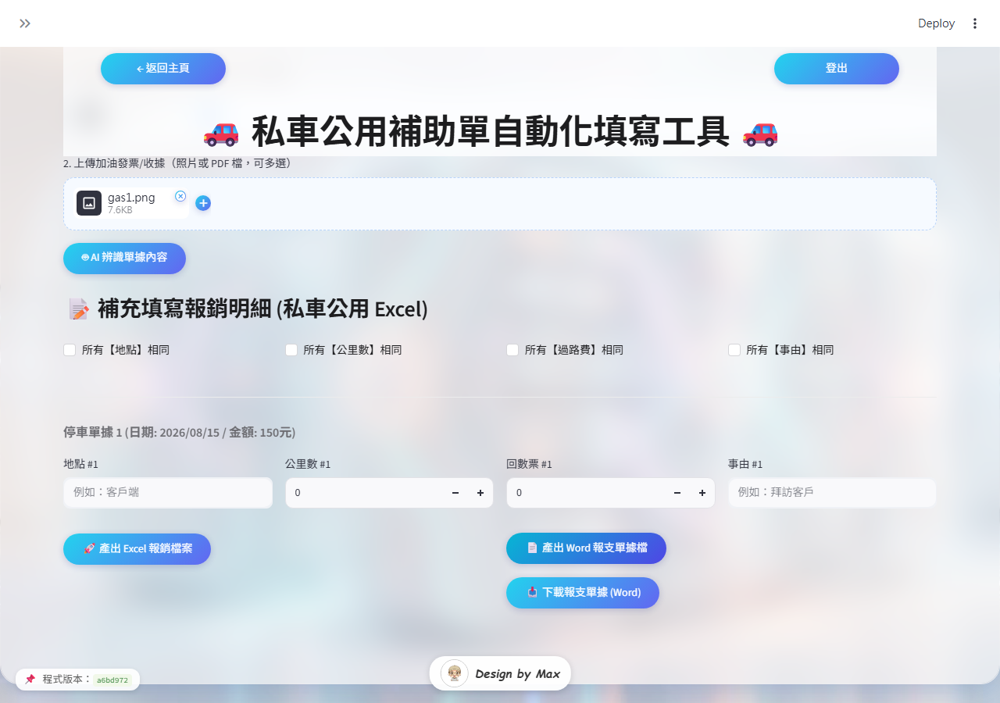 Deploy
←返回主頁
登出
私車公用補助單自動化填寫工具
2. 上傳加油發票/收據（照片或 PDF 檔，可多選）
gas1.png
7.6KB
AI 辨識單據內容
補充填寫報銷明細 (私車公用 Excel)
所有【地點】相同
所有【公里數】相同
所有【過路費】相同
所有【事由】相同
停車單據 1 (日期: 2026/08/15 / 金額: 150元)
地點 #1
公里數 #1
回數票 #1
事由 #1
例如：客戶端
0
0
例如：拜訪客戶
產出 Excel 報銷檔案
產出 Word 報支單據檔
下載報支單據 (Word)
程式版本：a6bd972
Design by Max